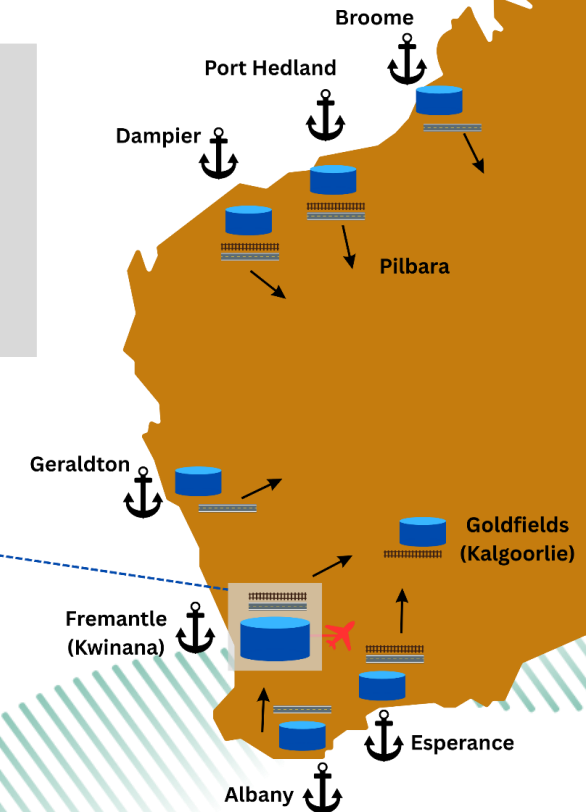 Broome
Port Hedland
Dampier
Pilbara
Geraldton
Goldfields
(Kalgoorlie)
Fremantle
(Kwinana)
Esperance
Albany